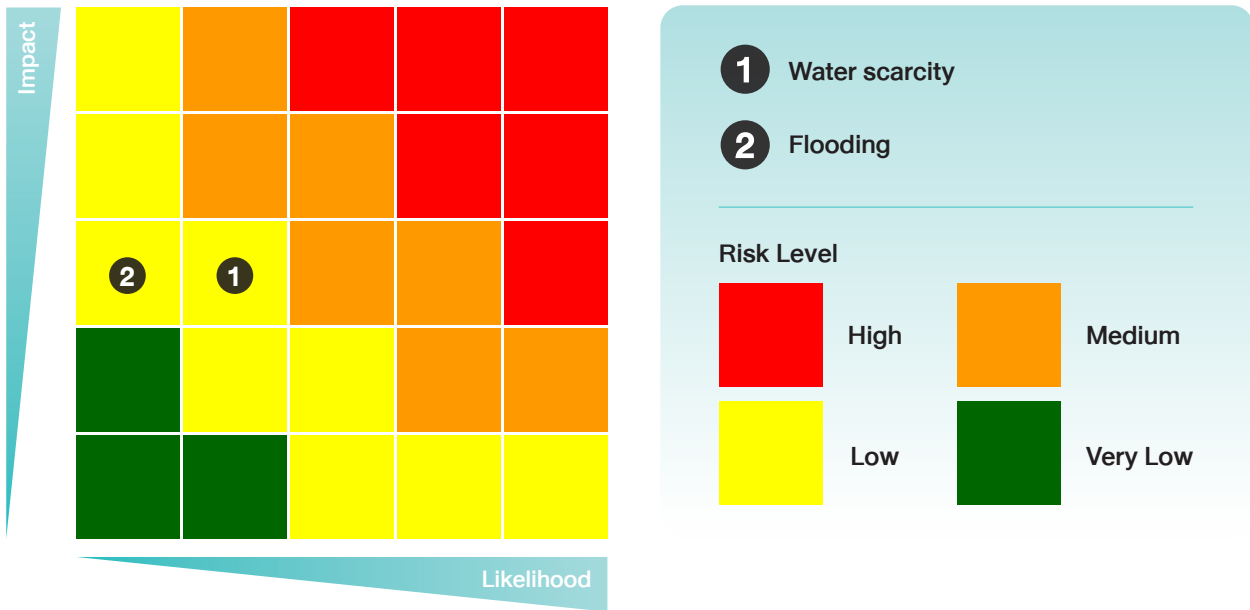 Impact
2
1
Likelihood
1 Water scarcity
2 Flooding
Risk Level
High
Medium
Low
Very Low